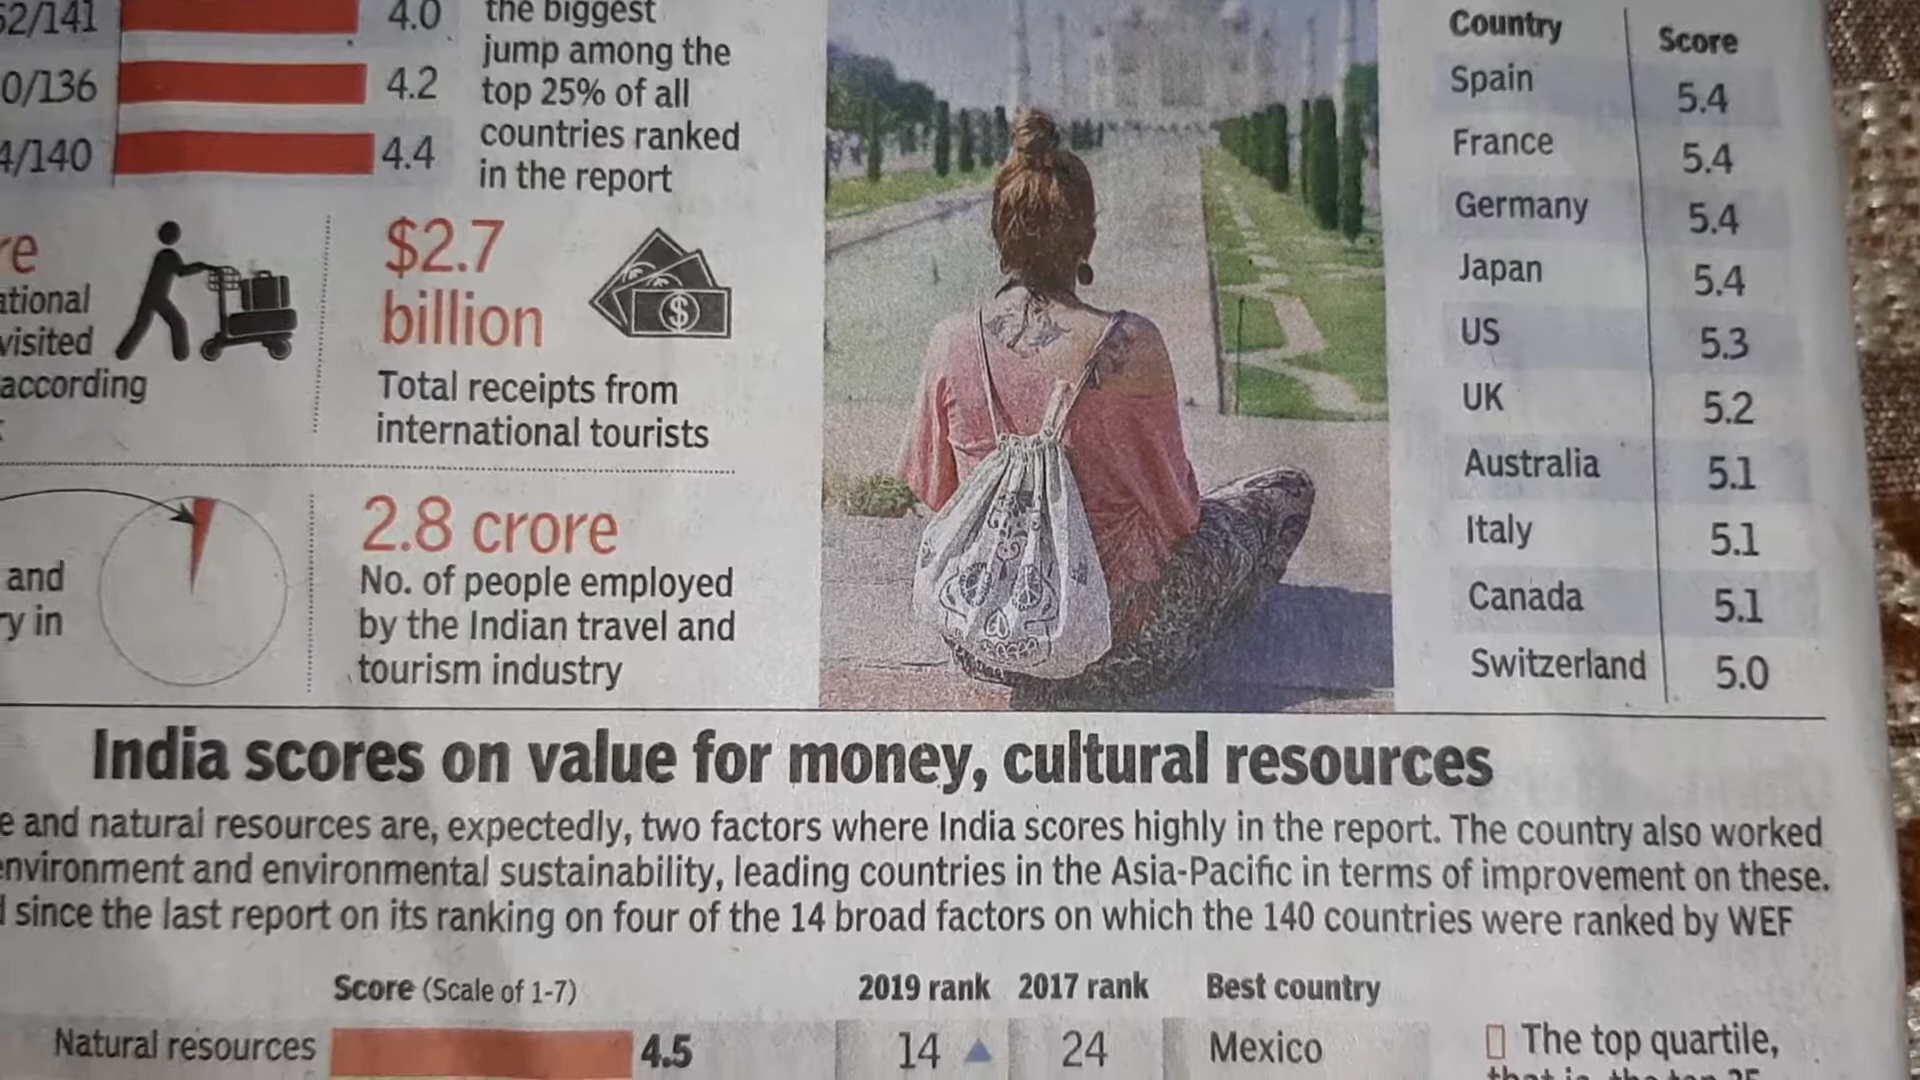 52/141 4.0
0/136 4.2
4/140 4.4
the biggest
jump among the
top 25% of all
countries ranked
in the report
re
ational
visited
according
$2.7
billion
Total receipts from
international tourists
and
ry in
2.8 crore
No. of people employed
by the Indian travel and
tourism industry
Country Score
Spain 5.4
France 5.4
Germany 5.4
Japan 5.4
US 5.3
UK 5.2
Australia 5.1
Italy 5.1
Canada 5.1
Switzerland 5.0
India scores on value for money, cultural resources
e and natural resources are, expectedly, two factors where India scores highly in the report. The country also worked
environment and environmental sustainability, leading countries in the Asia-Pacific in terms of improvement on these.
since the last report on its ranking on four of the 14 broad factors on which the 140 countries were ranked by WEF
Score (Scale of 1-7) 2019 rank 2017 rank Best country
Natural resources 4.5 14 24 Mexico
The top quartile,